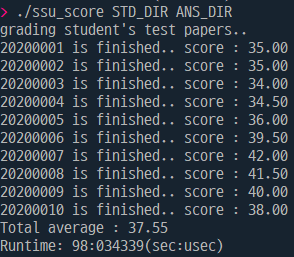 > ./ssu_score STD_DIR ANS_DIR
grading student's test papers..
20200001 is finished.. score : 35.00
20200002 is finished.. score : 35.00
20200003 is finished.. score : 34.00
20200004 is finished.. score : 34.50
20200005 is finished.. score : 36.00
20200006 is finished.. score : 39.50
20200007 is finished.. score : 42.00
20200008 is finished.. score : 41.50
20200009 is finished.. score : 40.00
20200010 is finished.. score : 38.00
Total average : 37.55
Runtime: 98:034339(sec:usec)